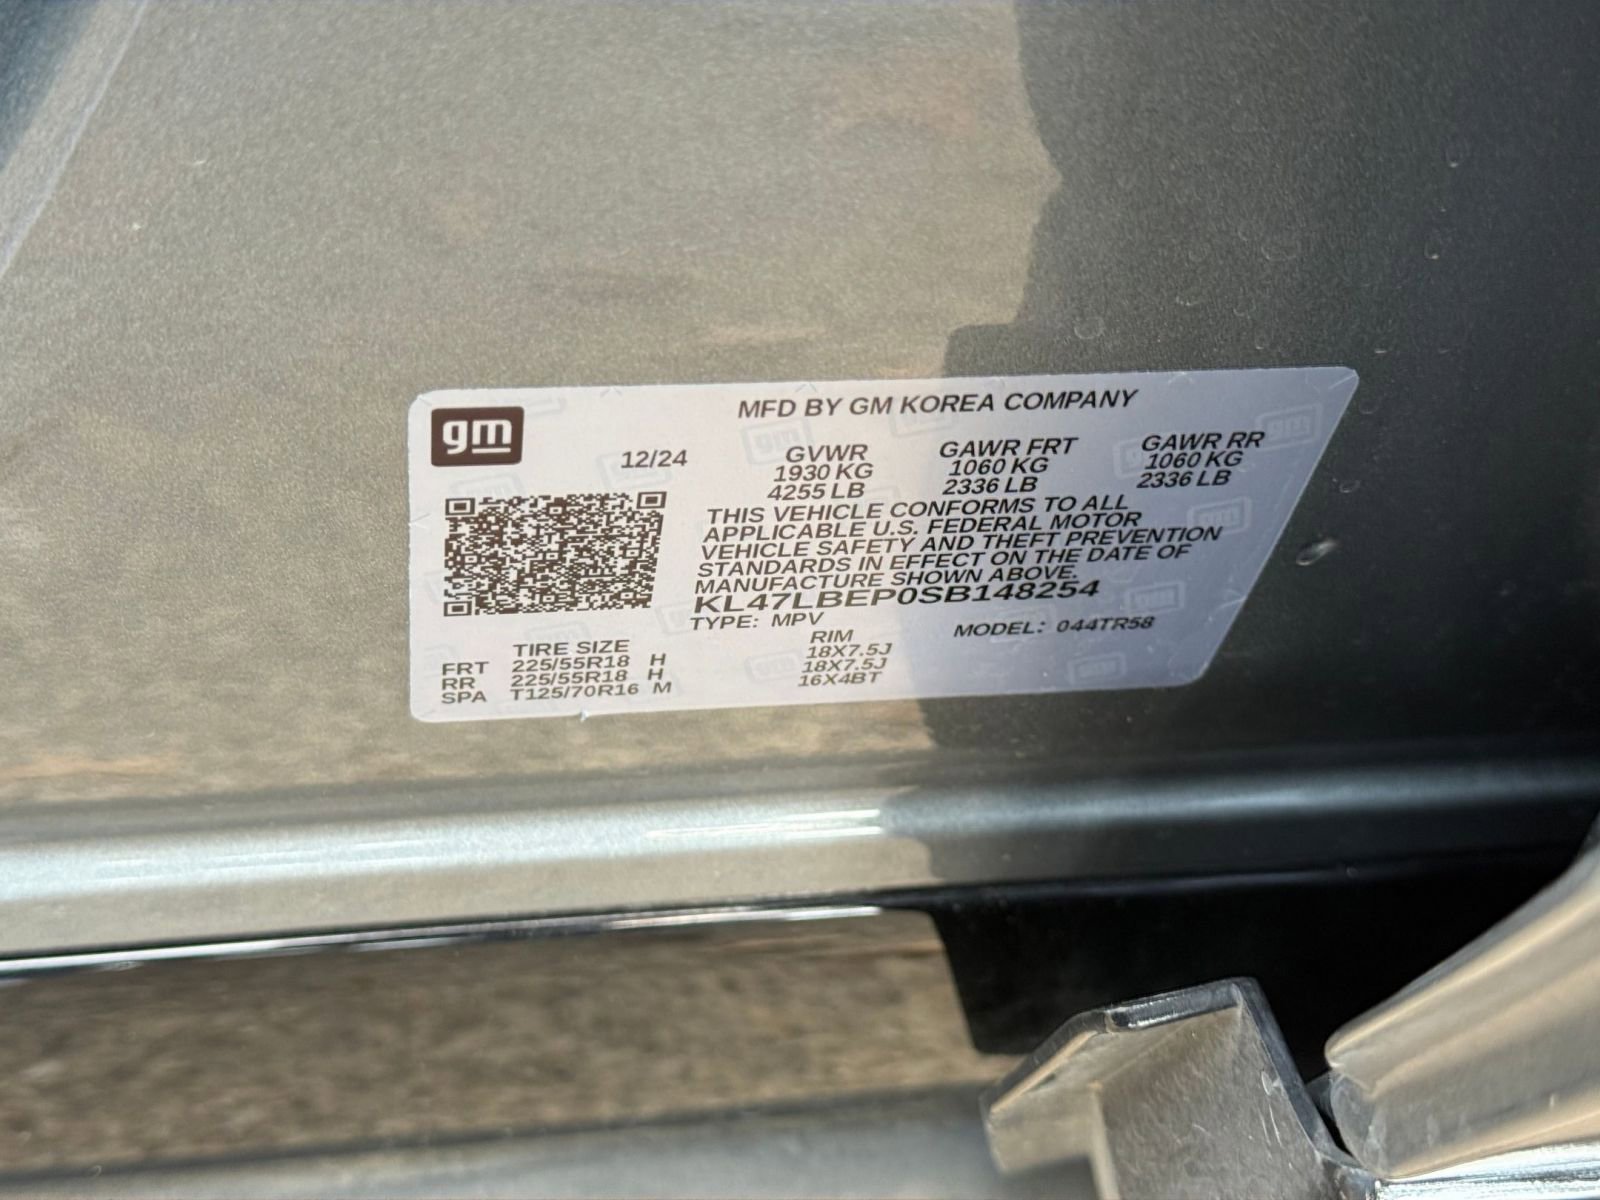 gm
MFD BY GM KOREA COMPANY
12/24
GVWR GAWR FRT GAWR RR
1930 KG 1060 KG 1060 KG
4255 LB 2336 LB 2336 LB
THIS VEHICLE CONFORMS TO ALL
APPLICABLE U.S. FEDERAL MOTOR
VEHICLE SAFETY AND THEFT PREVENTION
STANDARDS IN EFFECT ON THE DATE OF
MANUFACTURE SHOWN ABOVE.
KL47LBEP0SB148254
TYPE: MPV MODEL: 044TR58
TIRE SIZE RIM
FRT 225/55R18 H 18X7.5J
RR 225/55R18 H 18X7.5J
SPA T125/70R16 M 16X4BT